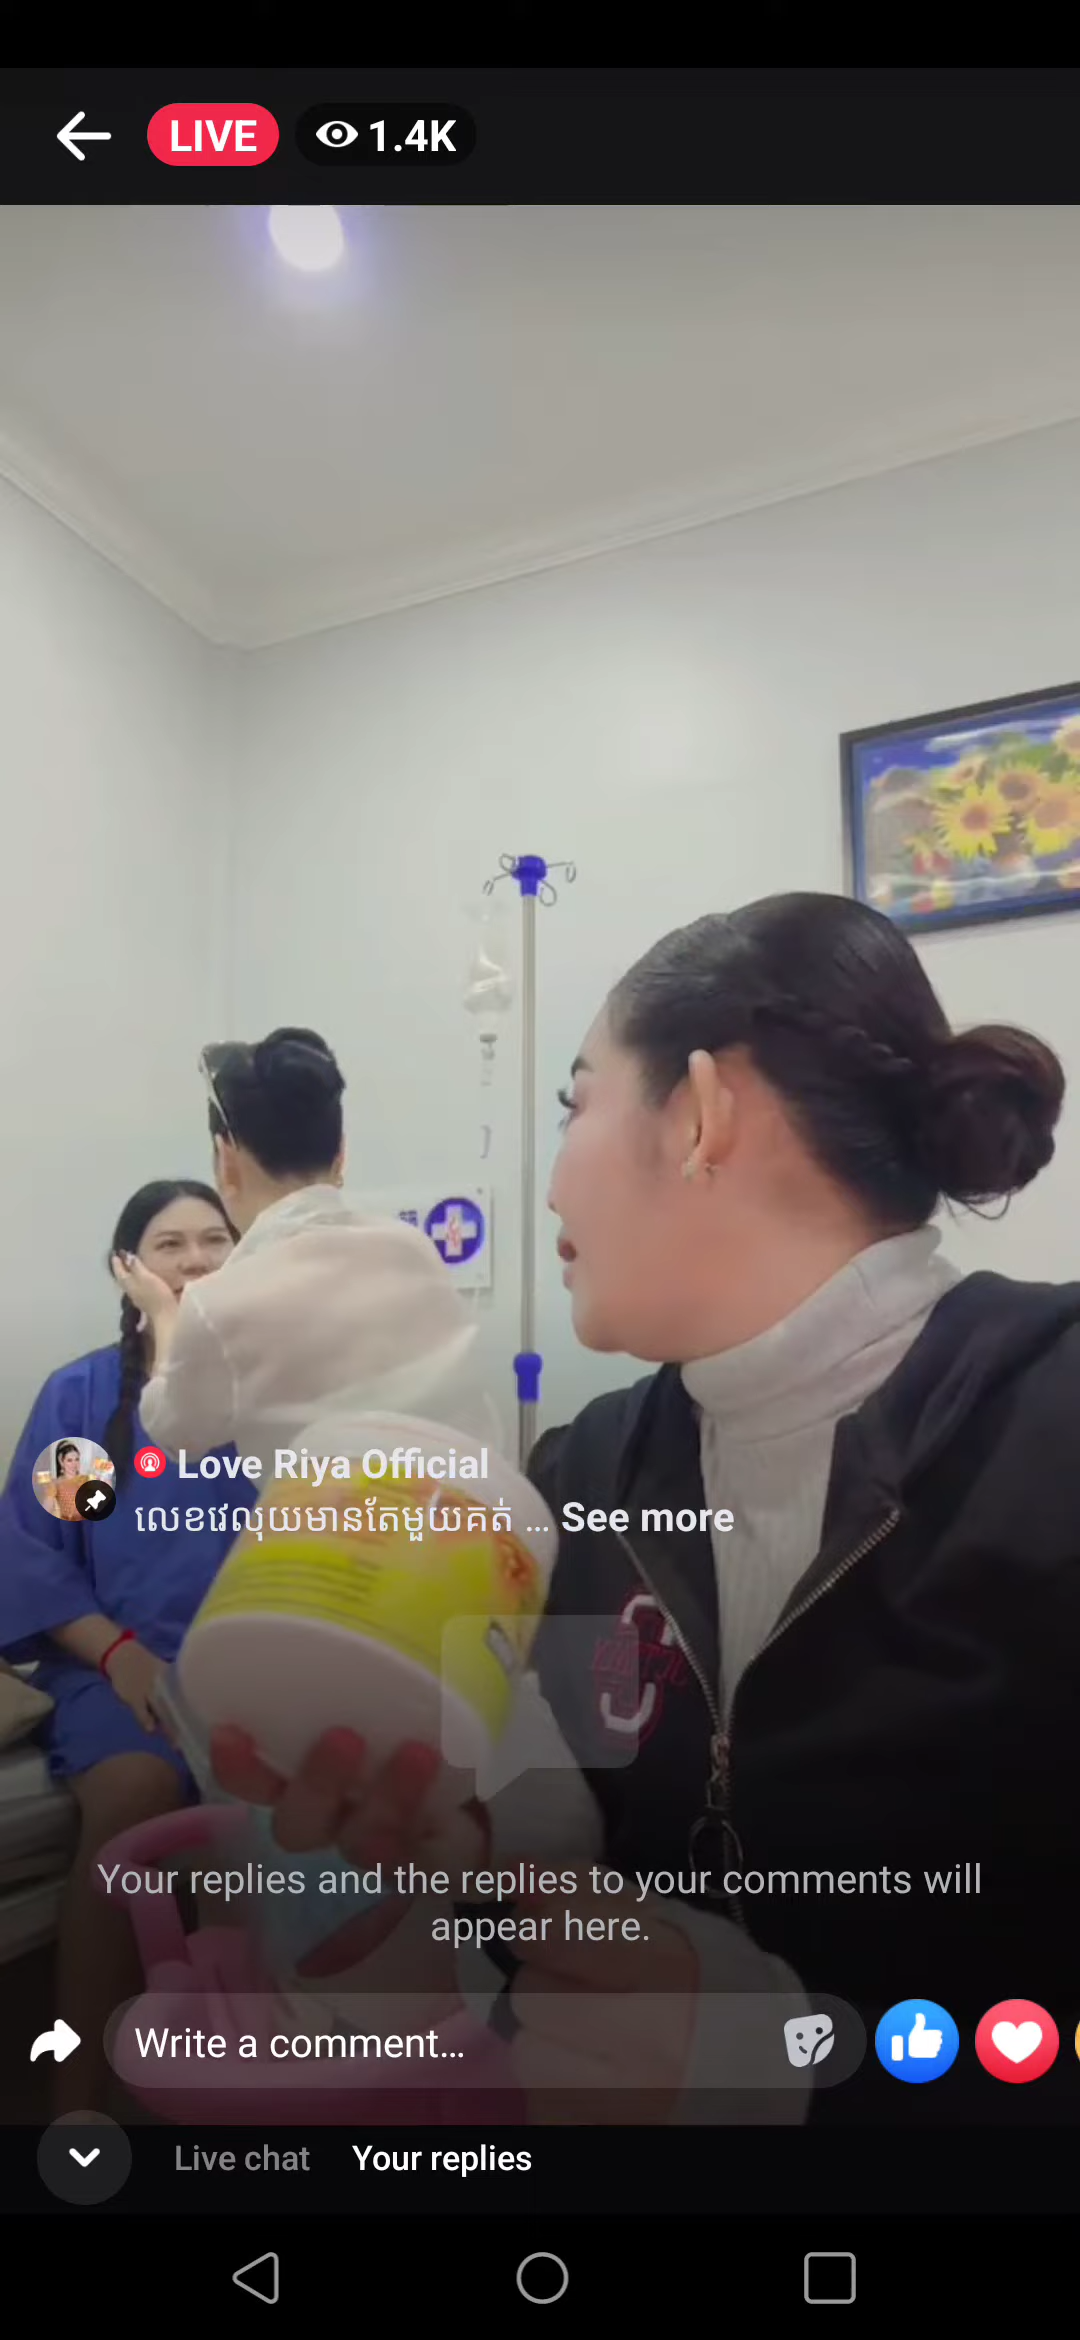 LIVE 1.4K
Love Riya Official
លេខវេលុយមានតែមួយគត់ ... See more
Your replies and the replies to your comments will
appear here.
Write a comment...
Live chat Your replies